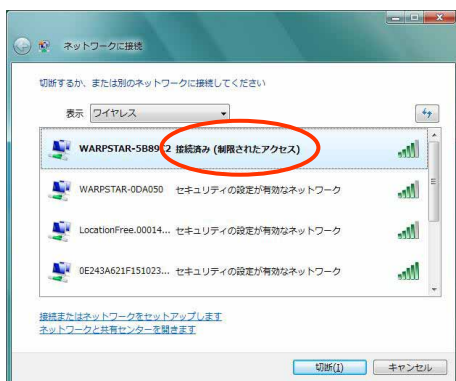 ネットワークに接続
切断するか、または別のネットワークに接続してください
表示 ワイヤレス
接続済み (制限されたアクセス)
WARPSTAR-0DA050 セキュリティの設定が有効なネットワーク
LocationFree.00014... セキュリティの設定が有効なネットワーク
0E243A621F151023... セキュリティの設定が有効なネットワーク
接続またはネットワークをセットアップします
ネットワークと共有センターを開きます
切断(I) キャンセル